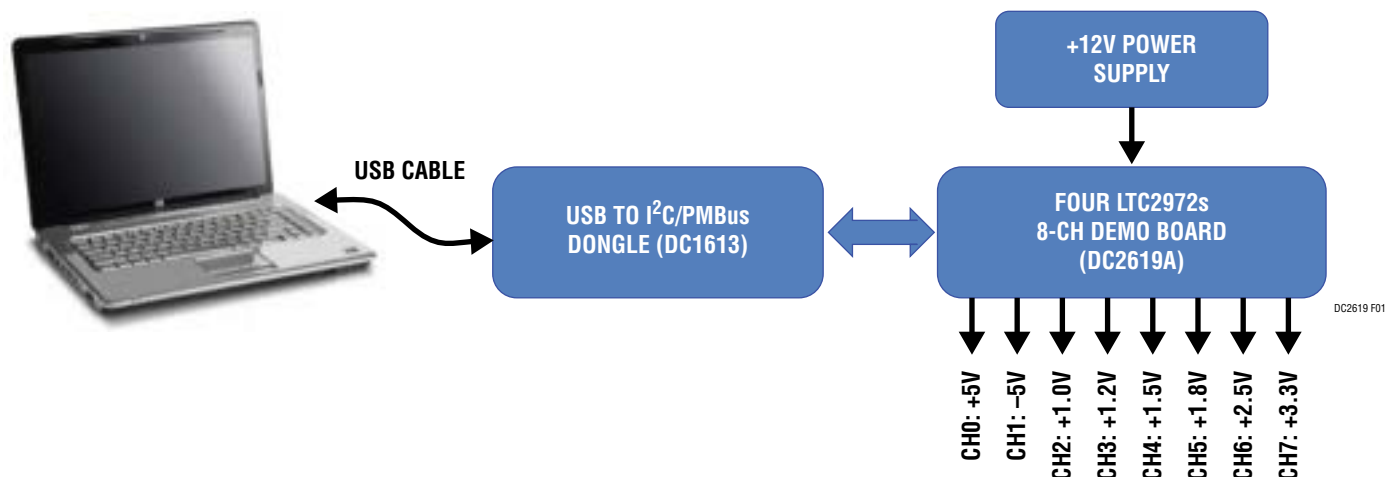 +12V POWER
SUPPLY
USB CABLE
USB TO I²C/PMBus
DONGLE (DC1613)
FOUR LTC2972s
8-CH DEMO BOARD
(DC2619A)
DC2619 F01
CH0: +5V
CH1: –5V
CH2: +1.0V
CH3: +1.2V
CH4: +1.5V
CH5: +1.8V
CH6: +2.5V
CH7: +3.3V